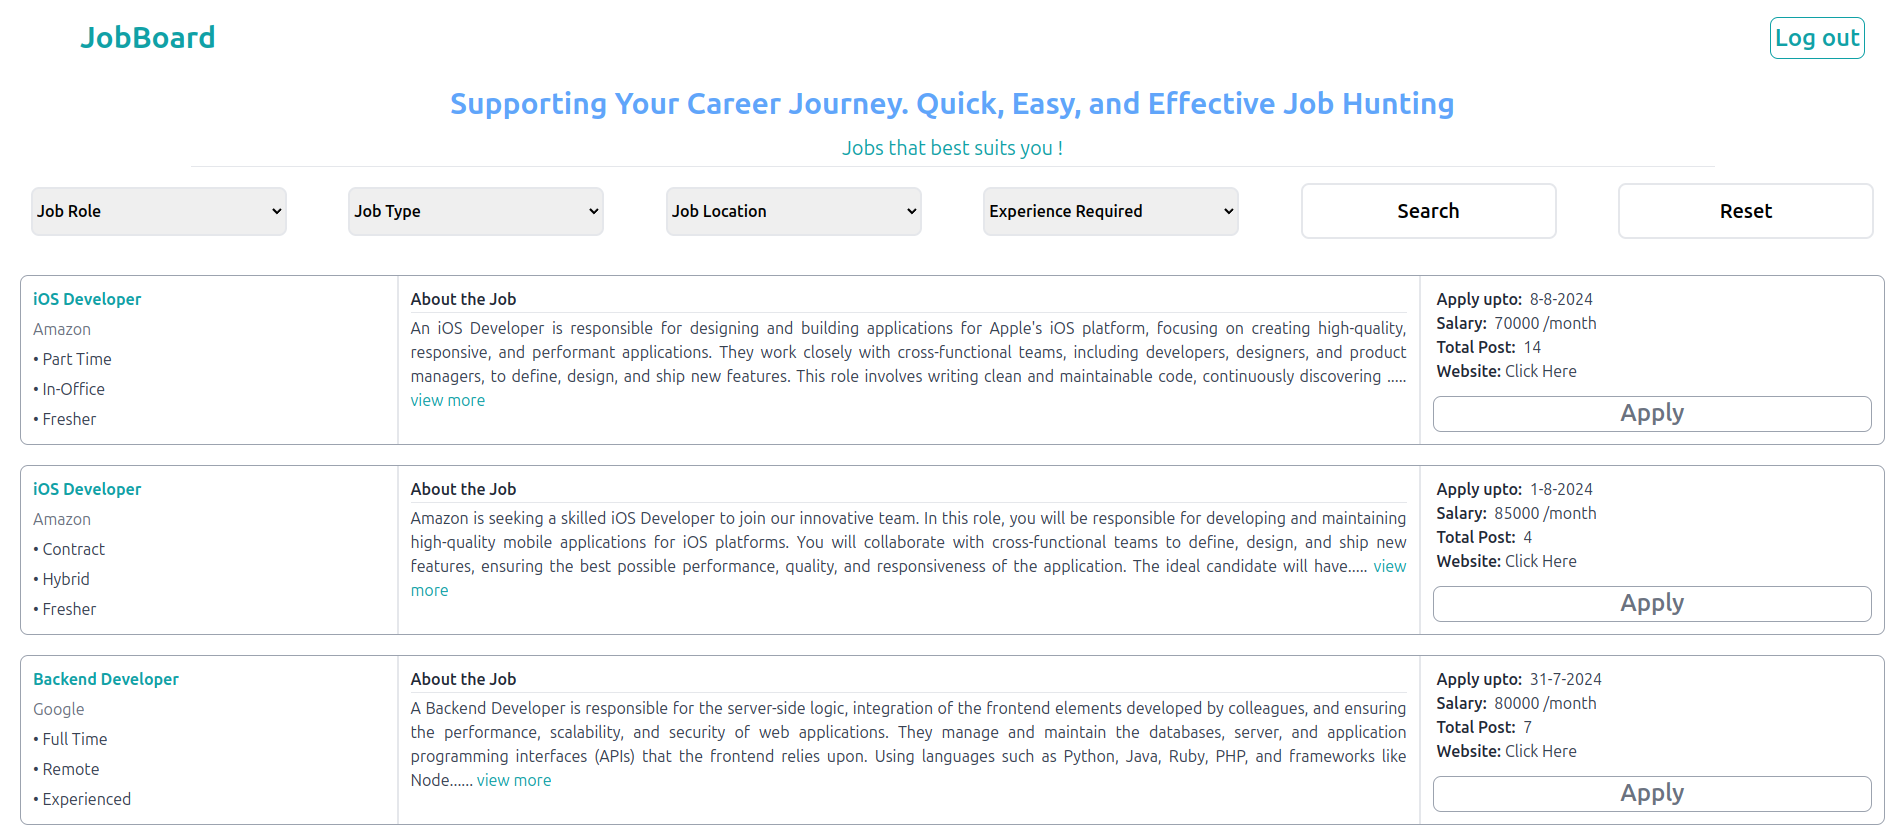 JobBoard
Log out
Supporting Your Career Journey. Quick, Easy, and Effective Job Hunting
Jobs that best suits you !
Job Role
Job Type
Job Location
Experience Required
Search
Reset
iOS Developer
Amazon
• Part Time
• In-Office
• Fresher
About the Job
An iOS Developer is responsible for designing and building applications for Apple's iOS platform, focusing on creating high-quality,
responsive, and performant applications. They work closely with cross-functional teams, including developers, designers, and product
managers, to define, design, and ship new features. This role involves writing clean and maintainable code, continuously discovering .....
view more
Apply upto: 8-8-2024
Salary: 70000 /month
Total Post: 14
Website: Click Here
Apply
iOS Developer
Amazon
• Contract
• Hybrid
• Fresher
About the Job
Amazon is seeking a skilled iOS Developer to join our innovative team. In this role, you will be responsible for developing and maintaining
high-quality mobile applications for iOS platforms. You will collaborate with cross-functional teams to define, design, and ship new
features, ensuring the best possible performance, quality, and responsiveness of the application. The ideal candidate will have..... view
more
Apply upto: 1-8-2024
Salary: 85000 /month
Total Post: 4
Website: Click Here
Apply
Backend Developer
Google
• Full Time
• Remote
• Experienced
About the Job
A Backend Developer is responsible for the server-side logic, integration of the frontend elements developed by colleagues, and ensuring
the performance, scalability, and security of web applications. They manage and maintain the databases, server, and application
programming interfaces (APIs) that the frontend relies upon. Using languages such as Python, Java, Ruby, PHP, and frameworks like
Node...... view more
Apply upto: 31-7-2024
Salary: 80000 /month
Total Post: 7
Website: Click Here
Apply